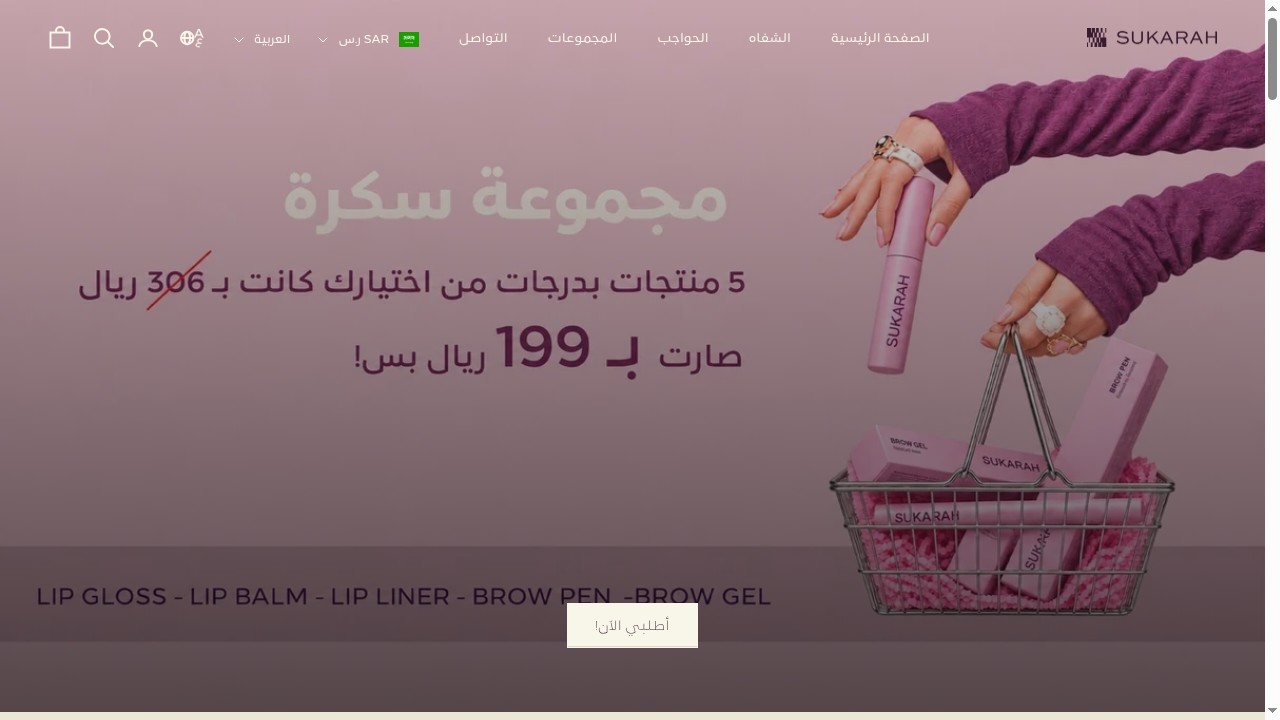 SUKARAH
الصفحة الرئيسية
الشفاه
الحواجب
المجموعات
التواصل
SAR ر.س
العربية
مجموعة سكرة
5 منتجات بدرجات من اختيارك كانت بـ 306 ريال
صارت بـ 199 ريال بس!
SUKARAH
BROW PEN
BROW GEL
SUKARAH
SUKARAH
SUKARAH
LIP GLOSS - LIP BALM - LIP LINER - BROW PEN -BROW GEL
أطلبي الآن!